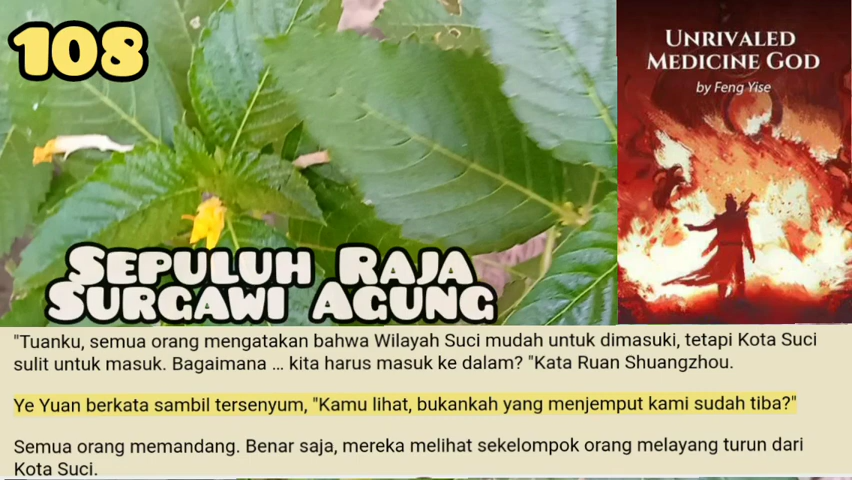 108
UNRIVALED
MEDICINE GOD
by Feng Yise
SEPULUH RAJA
SURGAWI AGUNG
"Tuanku, semua orang mengatakan bahwa Wilayah Suci mudah untuk dimasuki, tetapi Kota Suci
sulit untuk masuk. Bagaimana ... kita harus masuk ke dalam? "Kata Ruan Shuangzhou.
Ye Yuan berkata sambil tersenyum, "Kamu lihat, bukankah yang menjemput kami sudah tiba?"
Semua orang memandang. Benar saja, mereka melihat sekelompok orang melayang turun dari
Kota Suci.